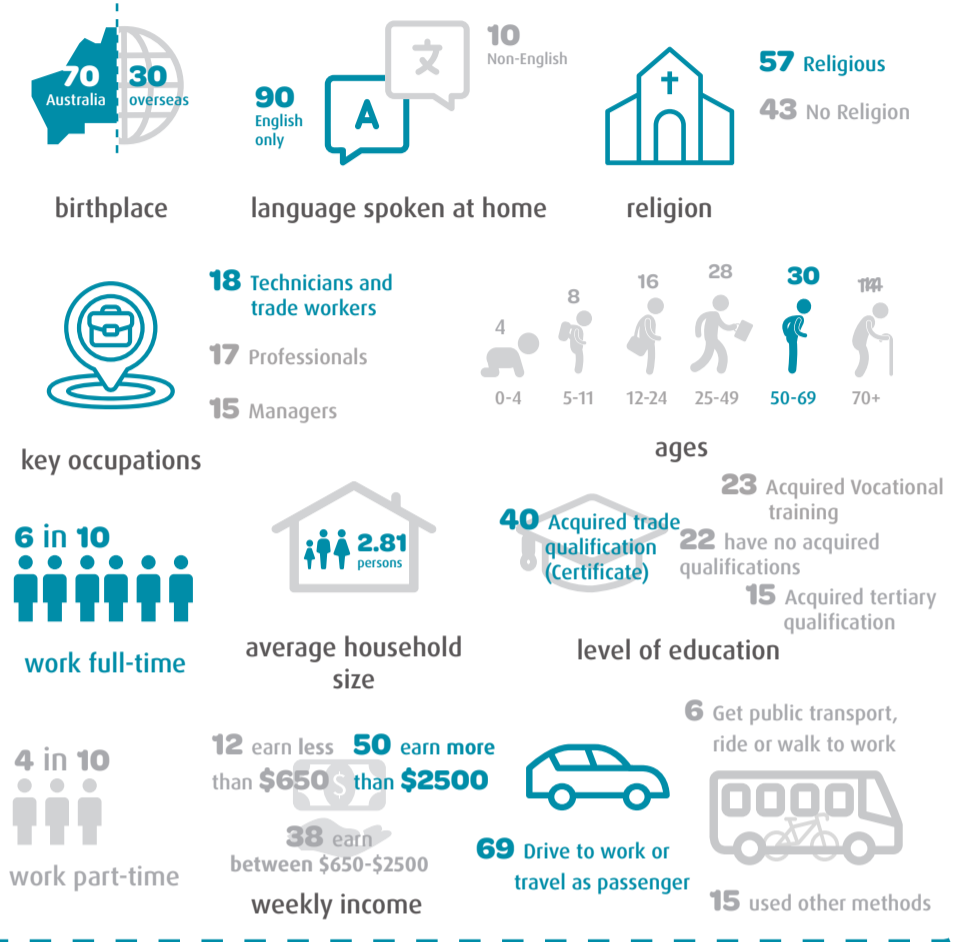 70
Australia
30
overseas
birthplace
90
English
only
A
文
10
Non-English
language spoken at home
57 Religious
43 No Religion
religion
18 Technicians and
trade workers
17 Professionals
15 Managers
key occupations
4
8
16
28
30
0-4
5-11
12-24
25-49
50-69
70+
ages
6 in 10
work full-time
2.81
persons
average household
size
40 Acquired trade
qualification
(Certificate)
23 Acquired Vocational
training
22 have no acquired
qualifications
15 Acquired tertiary
qualification
level of education
4 in 10
work part-time
12 earn less
than $650
$
50 earn more
than $2500
38 earn
between $650-$2500
weekly income
69 Drive to work or
travel as passenger
6 Get public transport,
ride or walk to work
15 used other methods